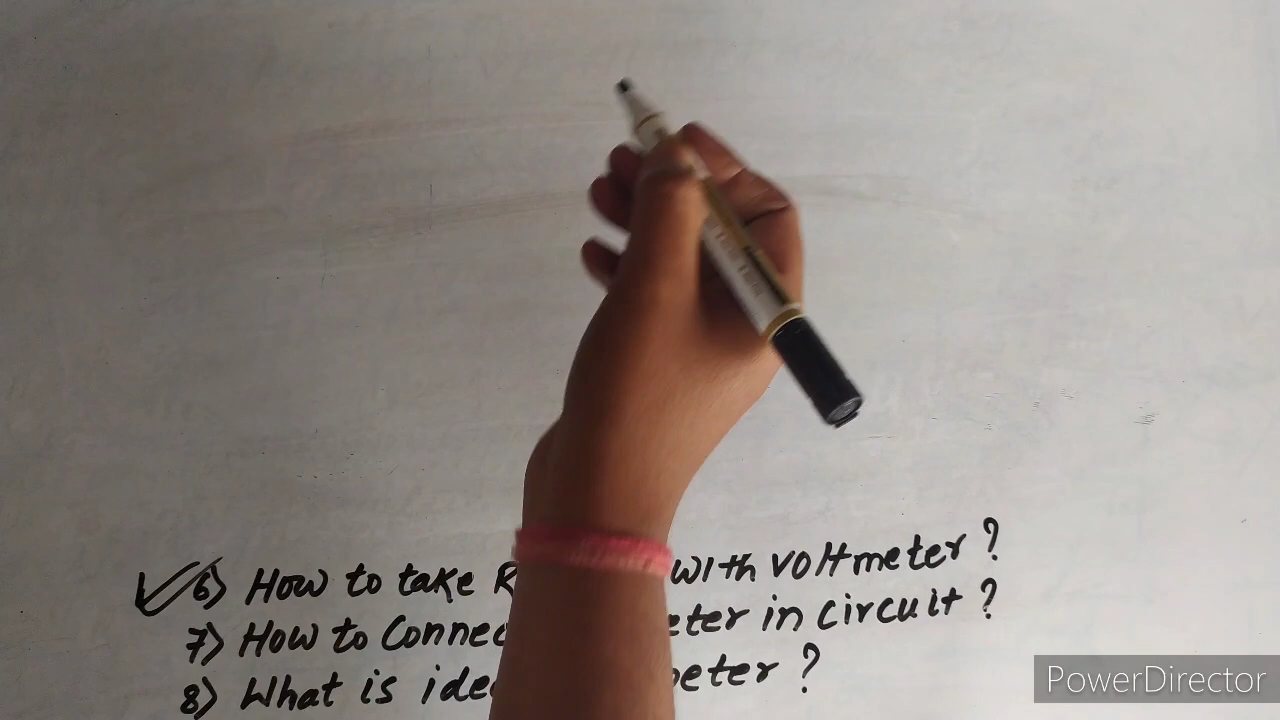 6) How to take R with voltmeter ?
7) How to Connec eter in circuit ?
8) What is ide eter ?
PowerDirector